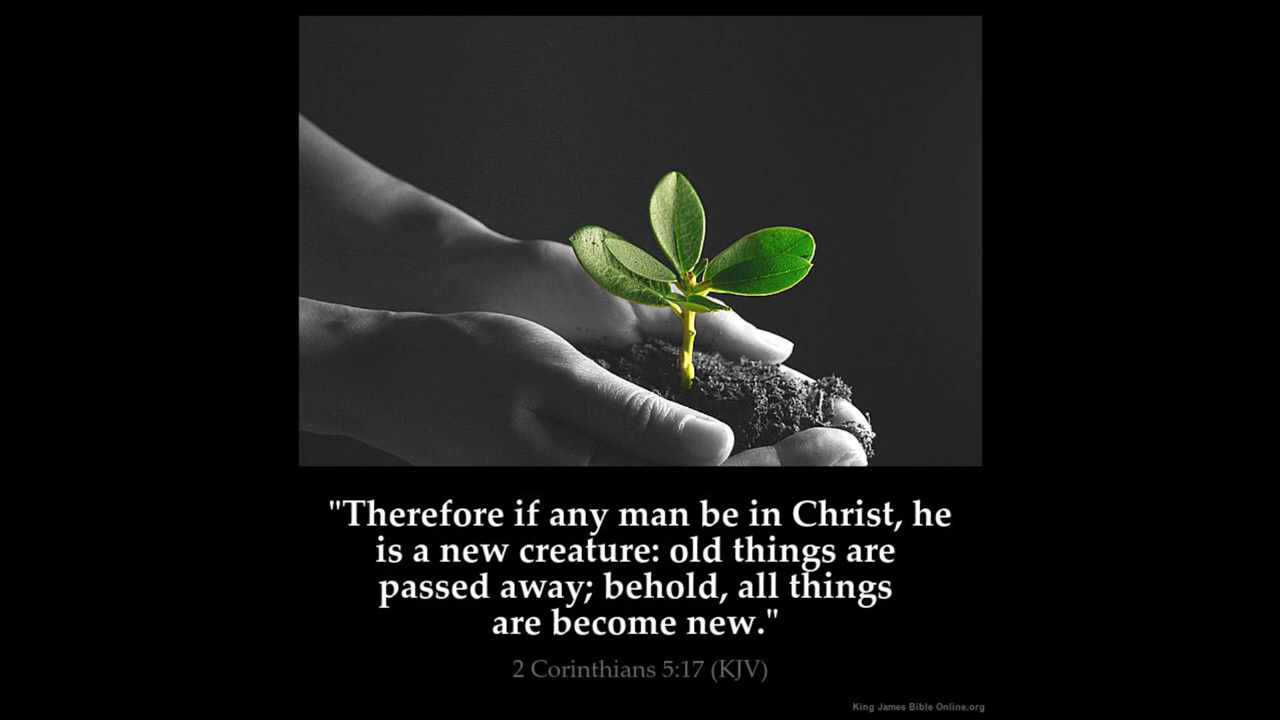 "Therefore if any man be in Christ, he
is a new creature: old things are
passed away; behold, all things
are become new."
2 Corinthians 5:17 (KJV)
King James Bible Online.org